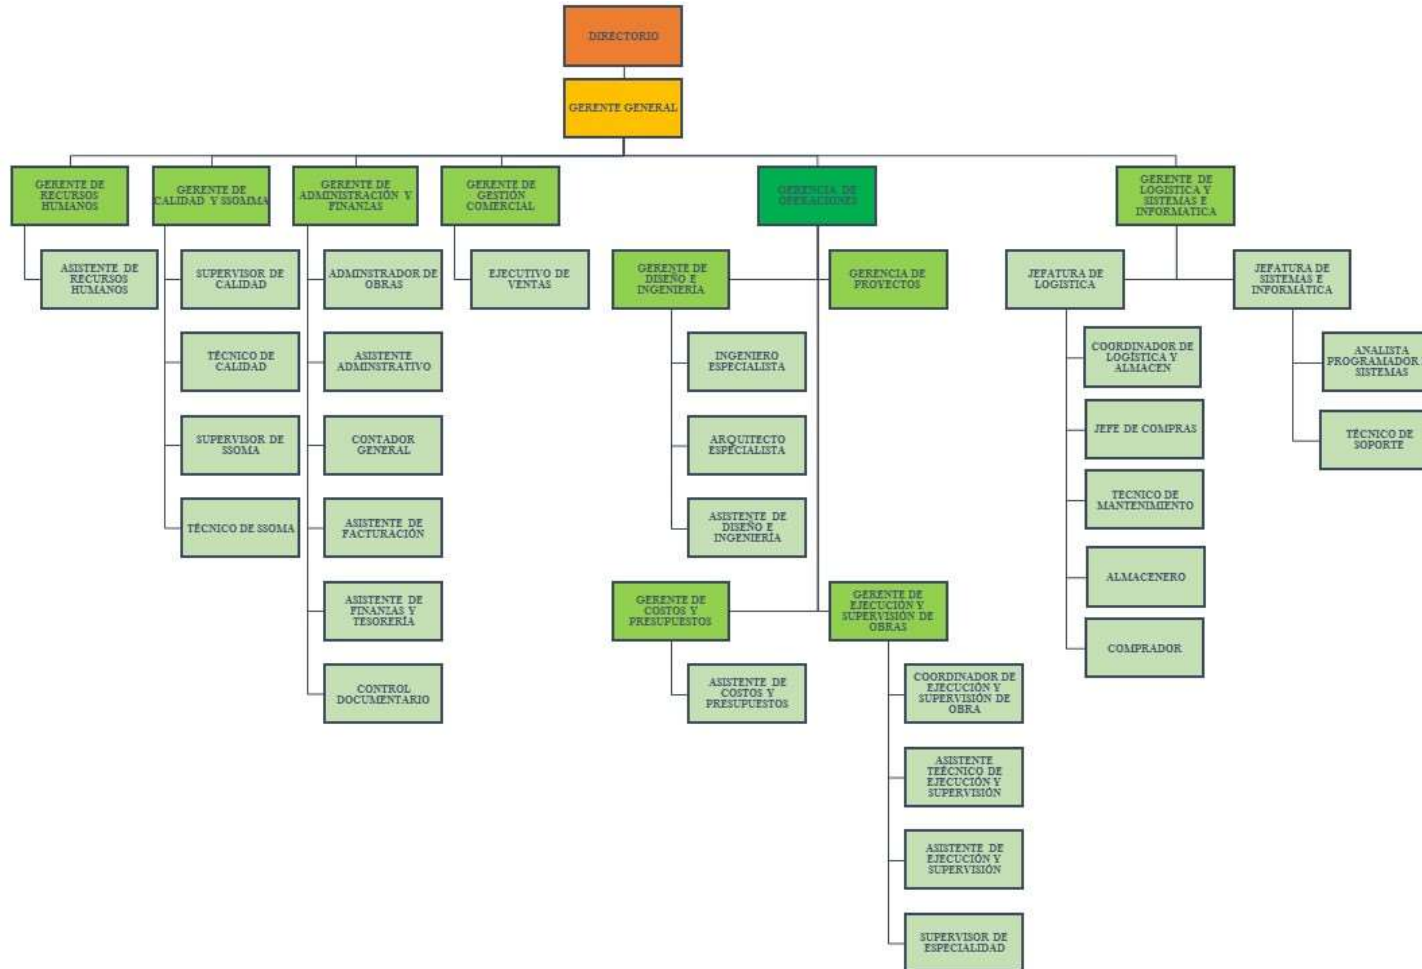 DIRECTORIO
GERENTE GENERAL
GERENTE DE
RECURSOS
HUMANOS
GERENTE DE
CALIDAD Y SSOMMA
GERENTE DE
ADMINISTRACIÓN Y
FINANZAS
GERENTE DE
GESTIÓN
COMERCIAL
GERENCIA DE
OPERACIONES
GERENTE DE
LOGISTICA Y
SISTEMAS E
INFORMÁTICA
ASISTENTE DE
RECURSOS
HUMANOS
SUPERVISOR DE
CALIDAD
TÉCNICO DE
CALIDAD
SUPERVISOR DE
SSOMA
TÉCNICO DE SSOMA
ADMINSTRADOR DE
OBRAS
ASISTENTE
ADMINSTRATIVO
CONTADOR
GENERAL
ASISTENTE DE
FACTURACIÓN
ASISTENTE DE
FINANZAS Y
TESORERÍA
CONTROL
DOCUMENTARIO
EJECUTIVO DE
VENTAS
GERENTE DE
DISEÑO E
INGENIERÍA
GERENCIA DE
PROYECTOS
INGENIERO
ESPECIALISTA
ARQUITECTO
ESPECIALISTA
ASISTENTE DE
DISEÑO E
INGENIERÍA
GERENTE DE
COSTOS Y
PRESUPUESTOS
GERENTE DE
EJECUCIÓN Y
SUPERVISIÓN DE
OBRAS
ASISTENTE DE
COSTOS Y
PRESUPUESTOS
COORDINADOR DE
EJECUCIÓN Y
SUPERVISIÓN DE
OBRA
ASISTENTE
TEÉCNICO DE
EJECUCIÓN Y
SUPERVISIÓN
ASISTENTE DE
EJECUCIÓN Y
SUPERVISIÓN
SUPERVISOR DE
ESPECIALIDAD
JEFATURA DE
LOGISTICA
JEFATURA DE
SISTEMAS E
INFORMÁTICA
COORDINADOR DE
LOGÍSTICA Y
ALMACEN
JEFE DE COMPRAS
TÉCNICO DE
MANTENIMIENTO
ALMACENERO
COMPRADOR
ANALISTA
PROGRAMADOR
SISTEMAS
TÉCNICO DE
SOPORTE